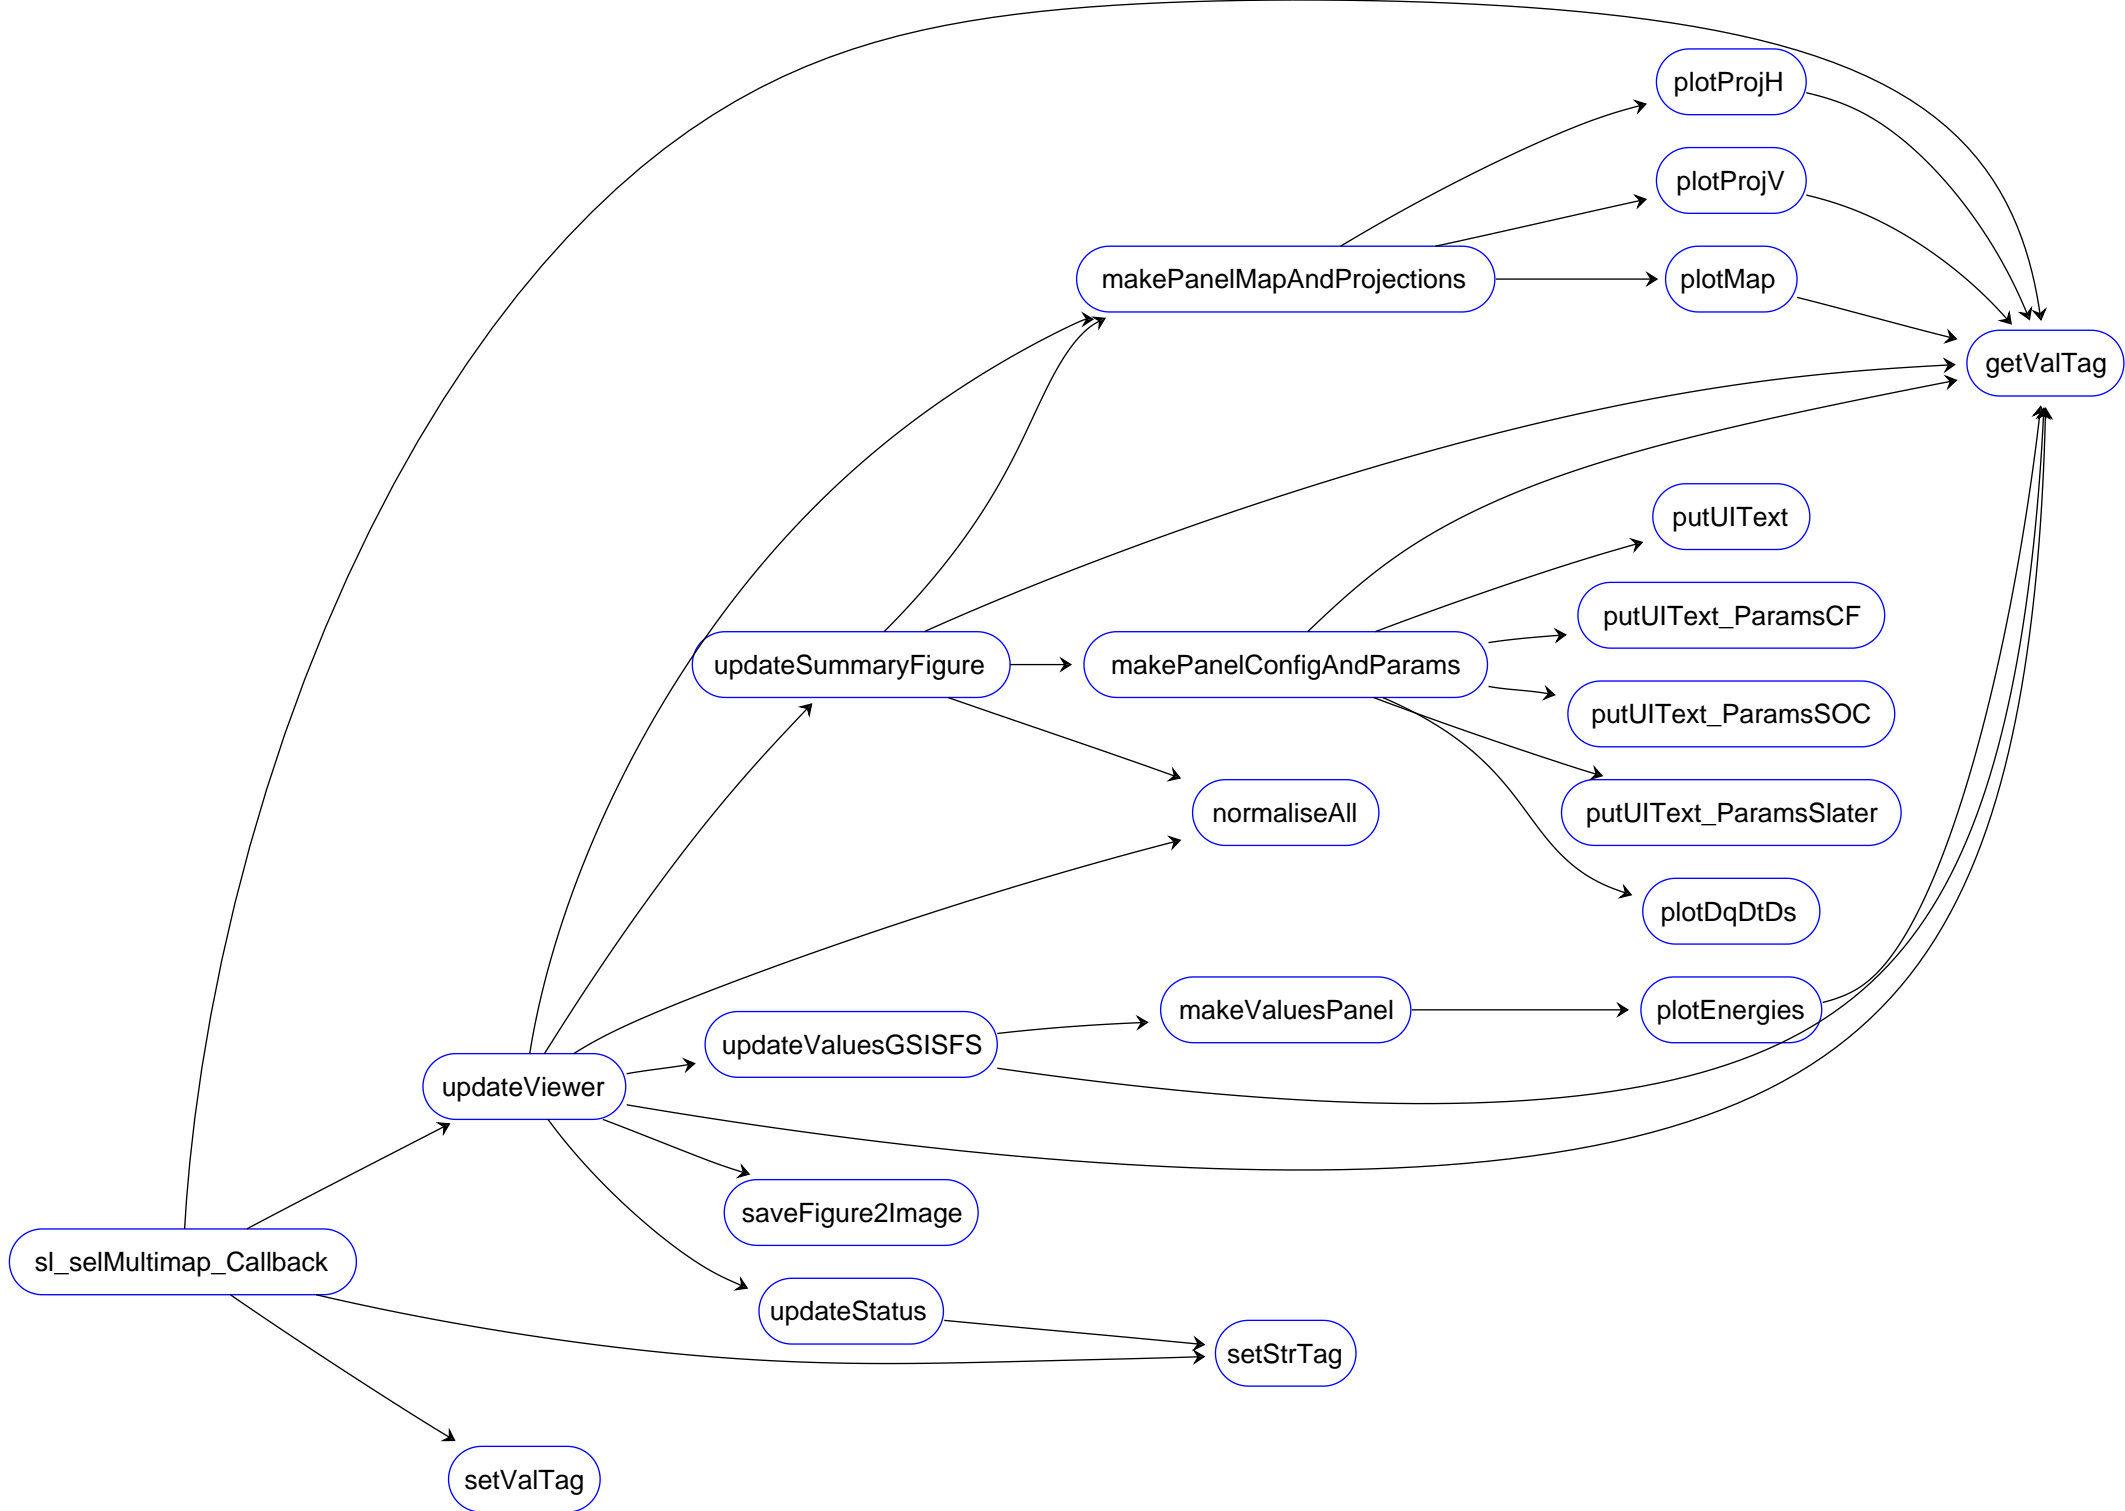 plotProjH
plotProjV
makePanelMapAndProjections
plotMap
getValTag
putUIText
putUIText_ParamsCF
updateSummaryFigure
makePanelConfigAndParams
putUIText_ParamsSOC
normaliseAll
putUIText_ParamsSlater
plotDqDtDs
makeValuesPanel
plotEnergies
updateValuesGSISFS
updateViewer
saveFigure2Image
sl_selMultimap_Callback
updateStatus
setStrTag
setValTag